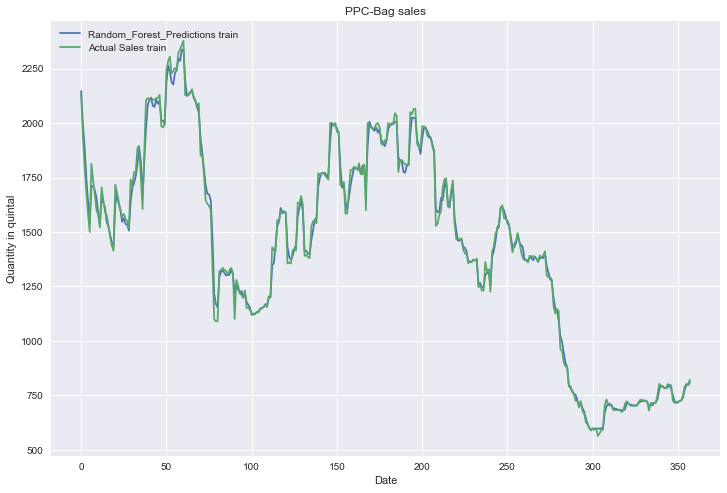 PPC-Bag sales
Random_Forest_Predictions train
Actual Sales train
Quantity in quintal
2250
2000
1750
1500
1250
1000
750
500
0 50 100 150 200 250 300 350
Date